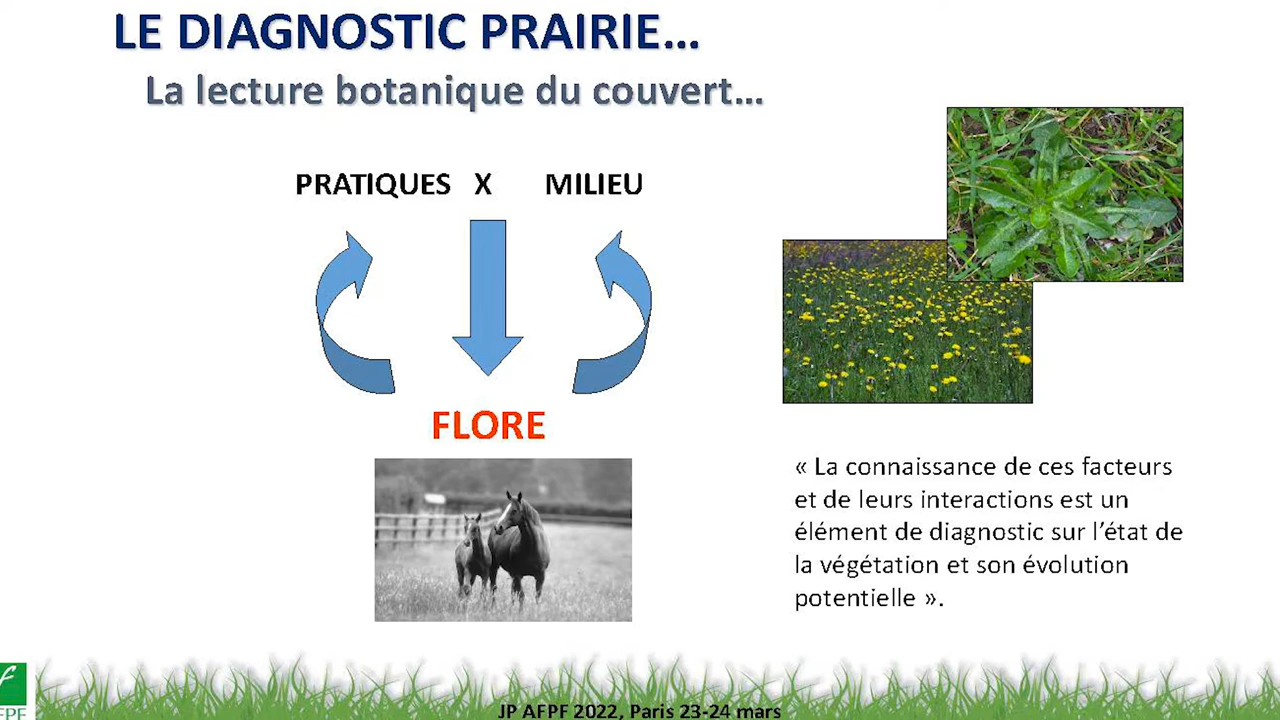 LE DIAGNOSTIC PRAIRIE...
La lecture botanique du couvert...
PRATIQUES X MILIEU
FLORE
« La connaissance de ces facteurs
et de leurs interactions est un
élément de diagnostic sur l’état de
la végétation et son évolution
potentielle ».
JP AFPF 2022, Paris 23-24 mars